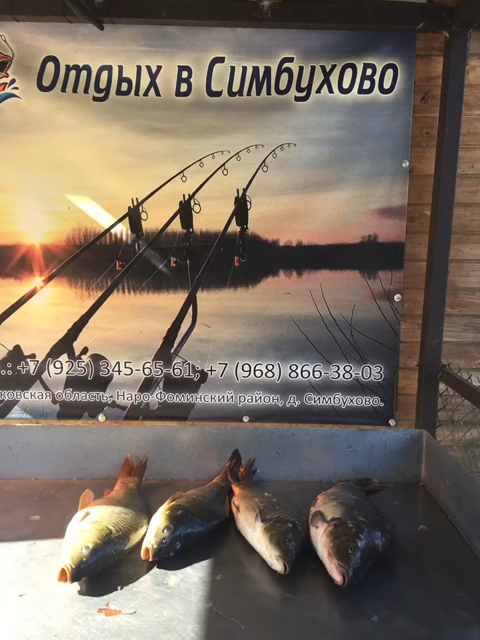 Отдых в Симбухово
.: +7 (925) 345-65-61; +7 (968) 866-38-03
ковская область, Наро-Фоминский район, д. Симбухово.